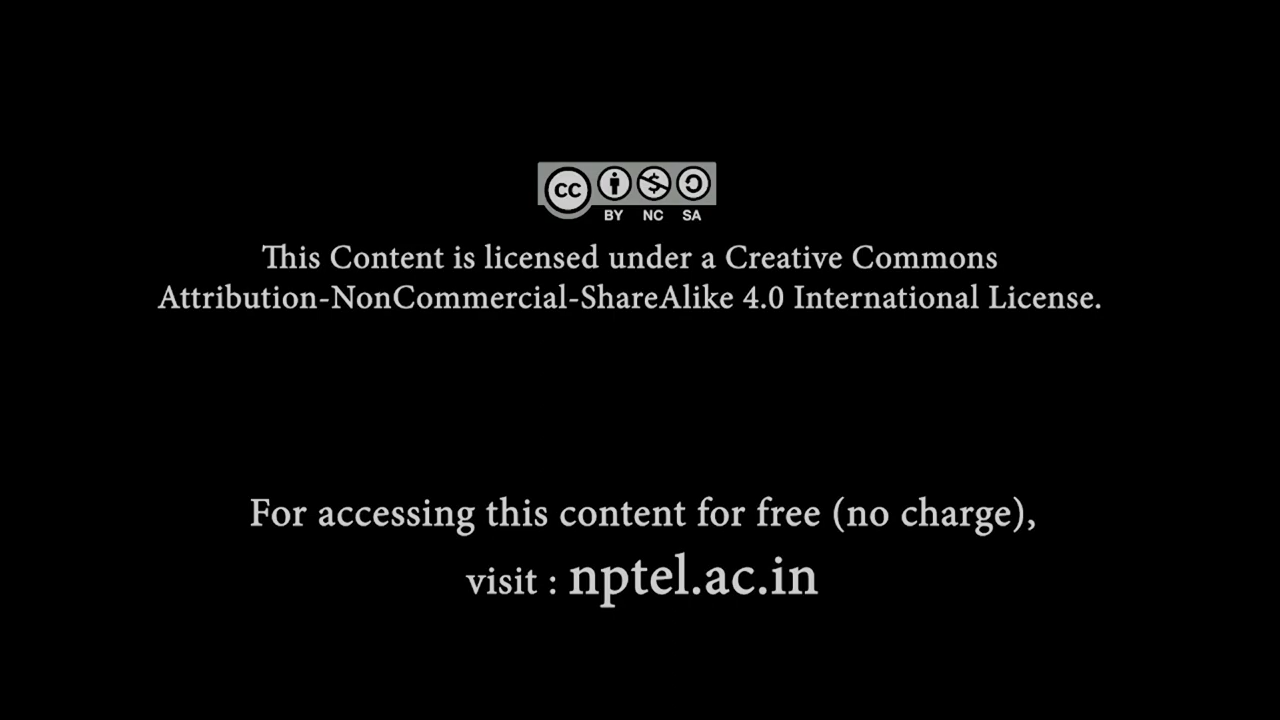 cc
BY NC SA
This Content is licensed under a Creative Commons
Attribution-NonCommercial-ShareAlike 4.0 International License.
For accessing this content for free (no charge),
visit : nptel.ac.in